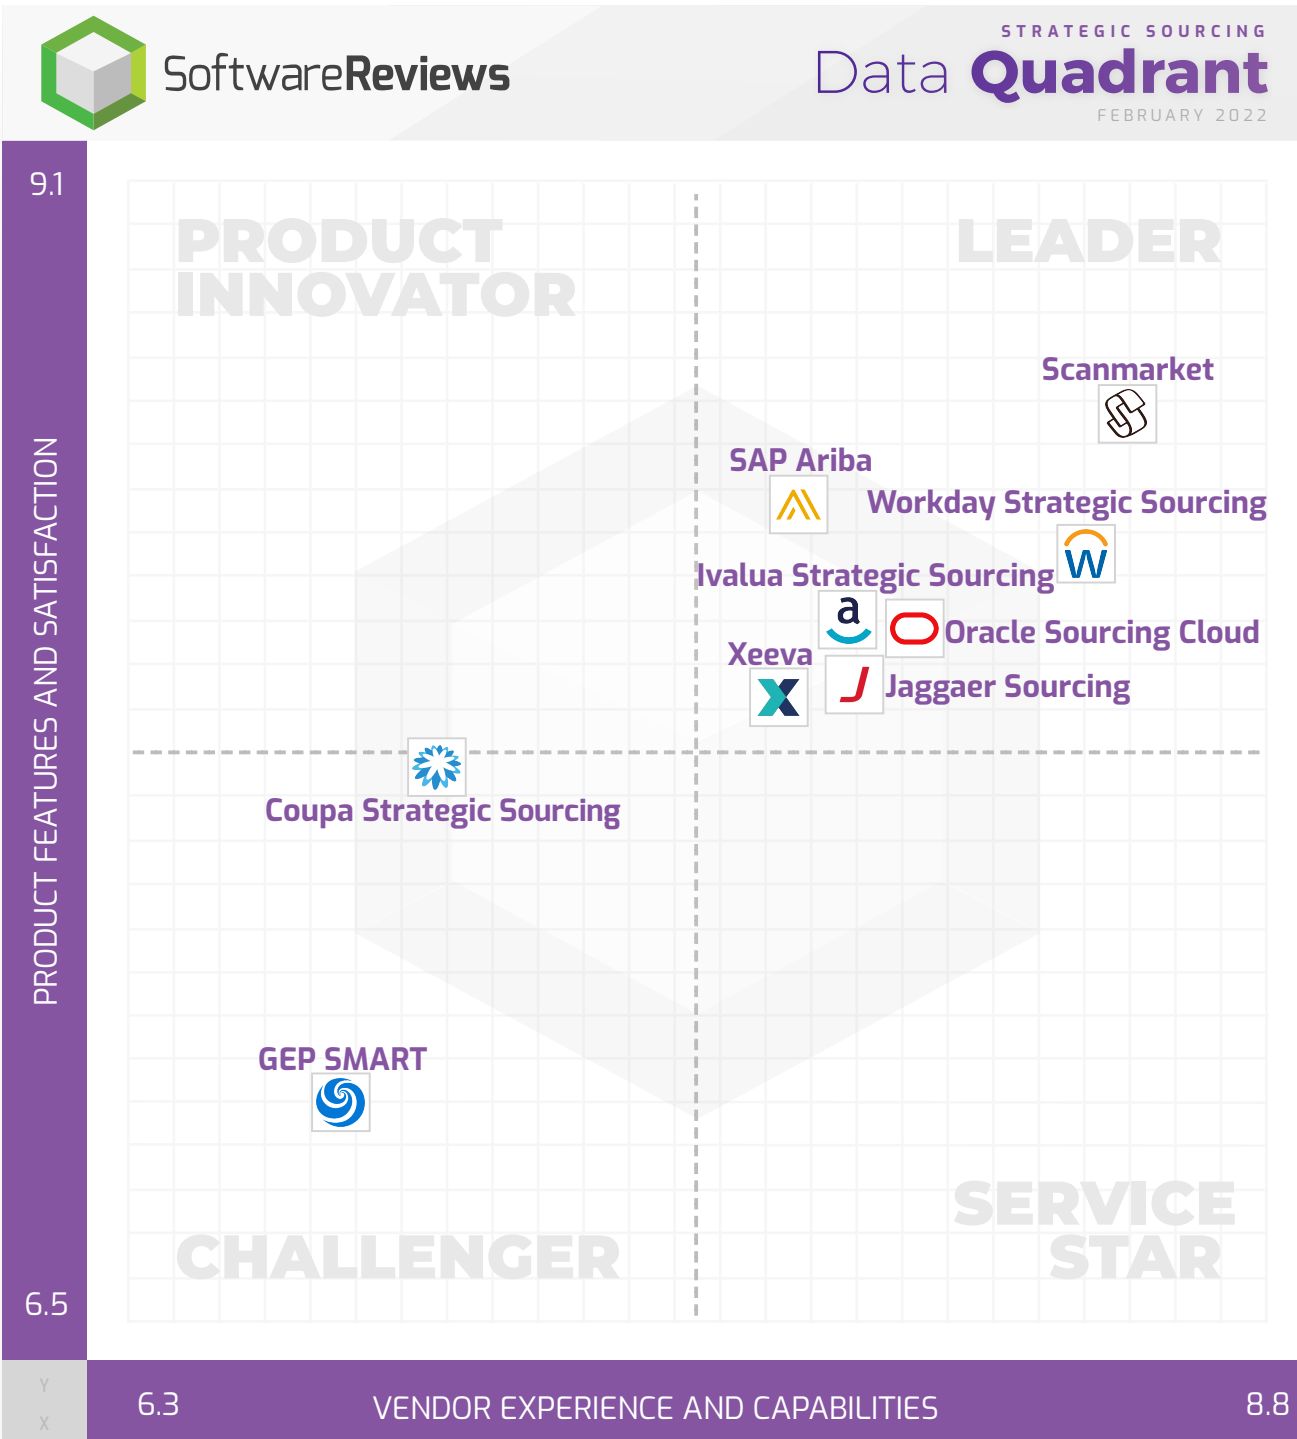 SoftwareReviews
STRATEGIC SOURCING
Data Quadrant
FEBRUARY 2022
9.1
PRODUCT
INNOVATOR
LEADER
Scanmarket
SAP Ariba
Workday Strategic Sourcing
Ivalua Strategic Sourcing
Oracle Sourcing Cloud
Xeeva
Jaggaer Sourcing
PRODUCT FEATURES AND SATISFACTION
Coupa Strategic Sourcing
GEP SMART
SERVICE
STAR
CHALLENGER
6.5
Y
X
6.3
VENDOR EXPERIENCE AND CAPABILITIES
8.8